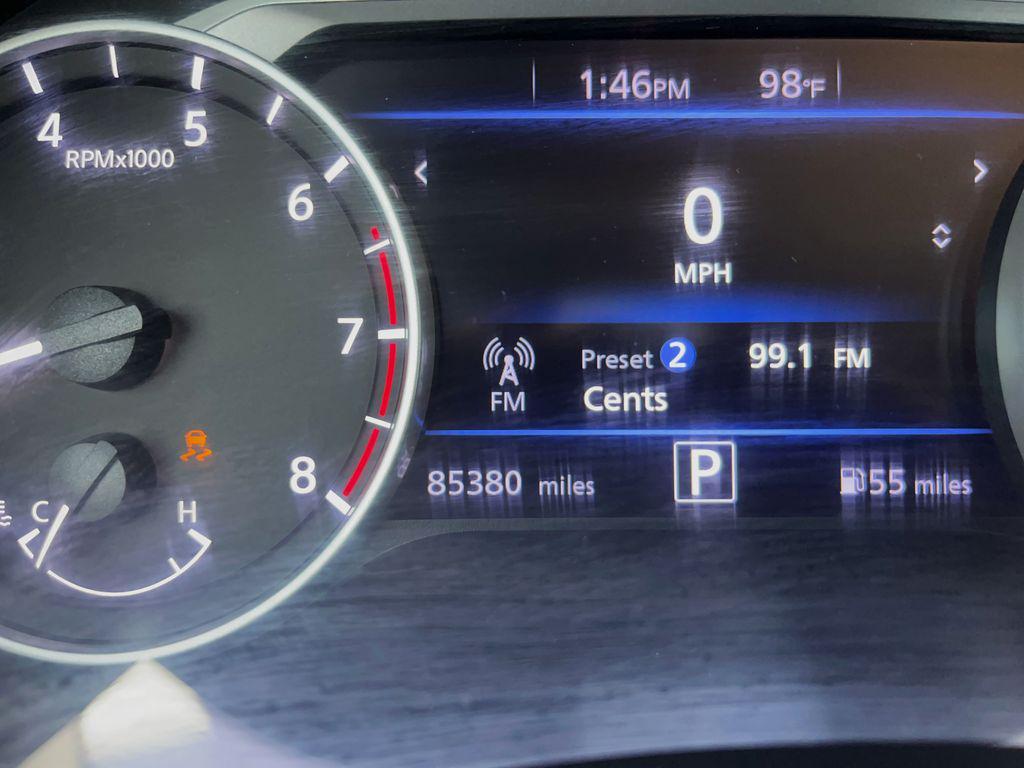 1:46PM 98°F
4 5
RPMx1000
6
0
MPH
7
Preset 2 99.1 FM
FM Cents
8
85380 miles P 55 miles
C H